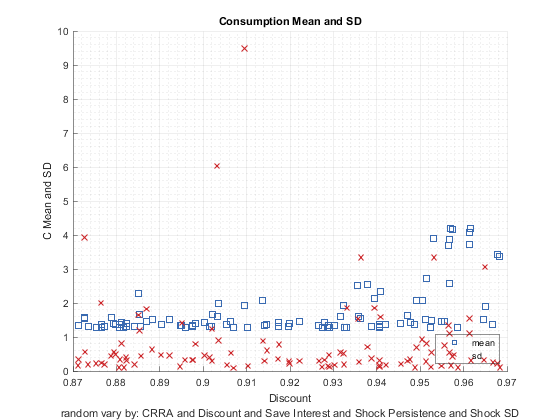 Consumption Mean and SD
10
9
8
7
6
5
4
3
2
1
0
C Mean and SD
mean
sd
0.87 0.88 0.89 0.9 0.91 0.92 0.93 0.94 0.95 0.96 0.97
Discount
random vary by: CRRA and Discount and Save Interest and Shock Persistence and Shock SD